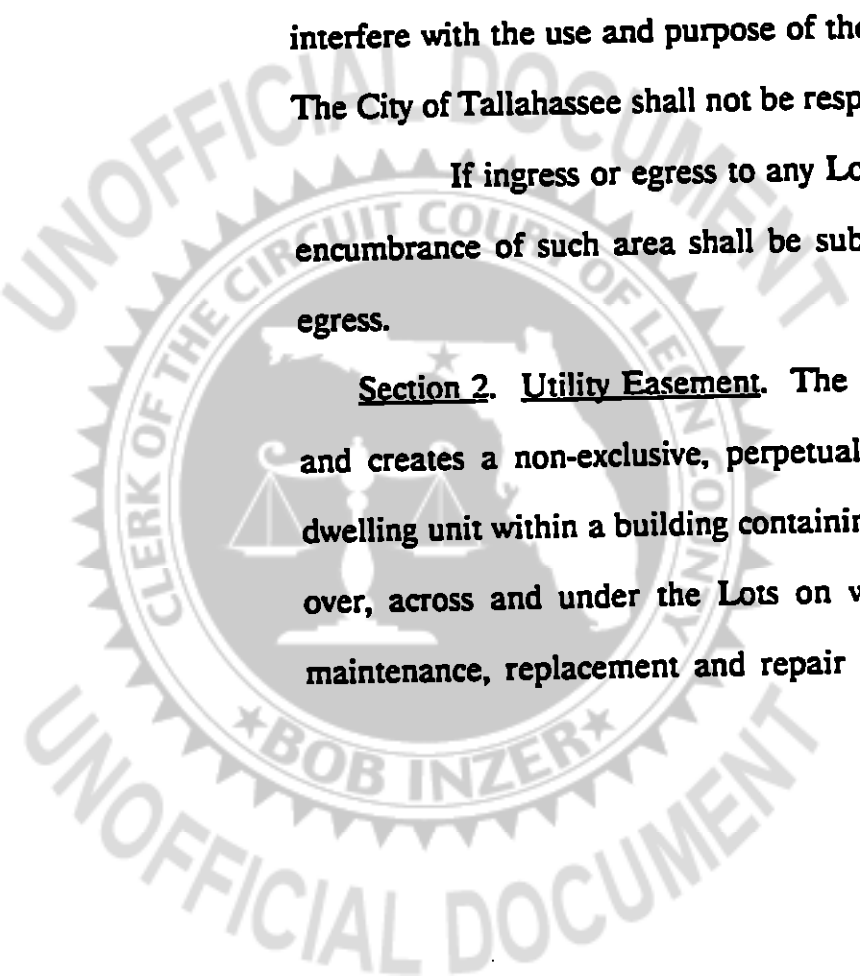 interfere with the use and purpose of the
The City of Tallahassee shall not be resp
If ingress or egress to any Lo
encumbrance of such area shall be sub
egress.
Section 2. Utility Easement. The
and creates a non-exclusive, perpetual
dwelling unit within a building containin
over, across and under the Lots on w
maintenance, replacement and repair
UNOFFICIAL DOCUMENT
CLERK OF THE CIRCUIT COURT OF LEON COUNTY
★BOB INZER★
UNOFFICIAL DOCUMENT